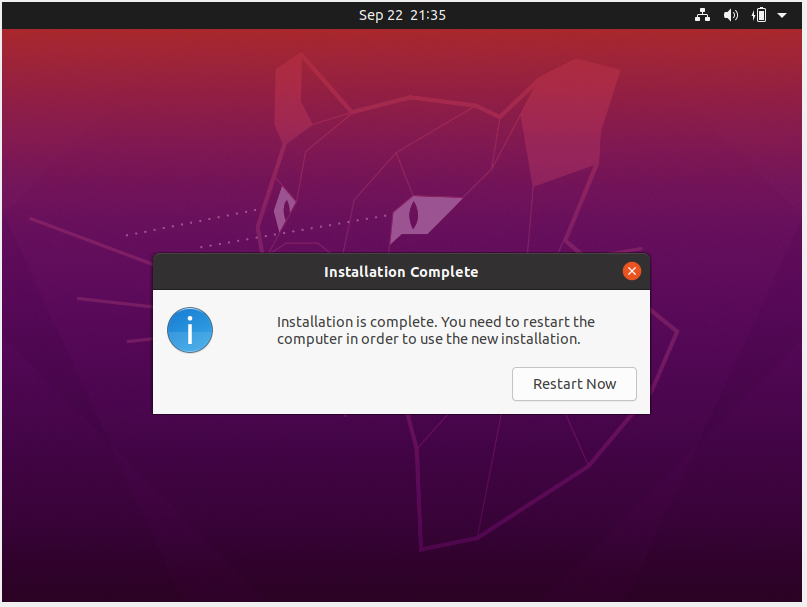 Sep 22 21:35
Installation Complete
Installation is complete. You need to restart the
computer in order to use the new installation.
Restart Now